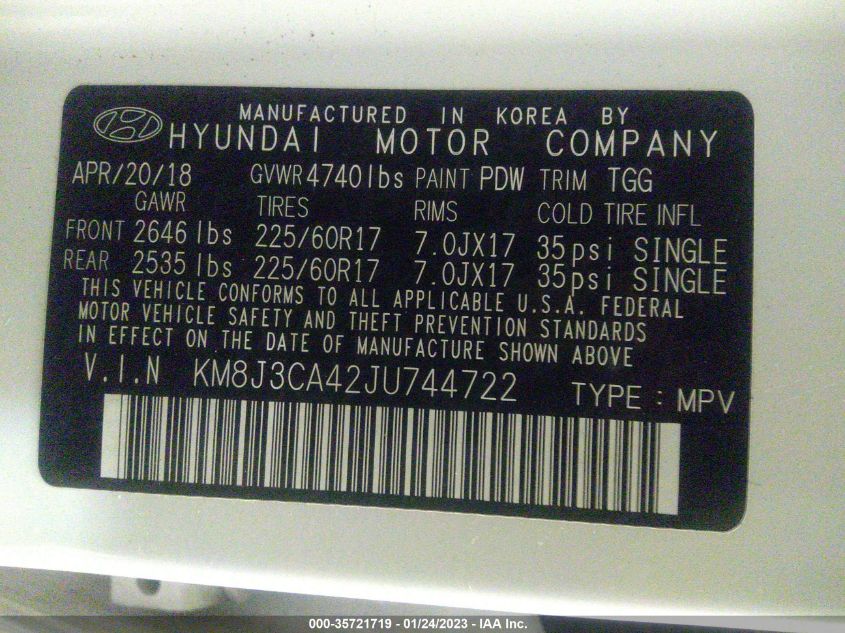 MANUFACTURED IN KOREA BY
HYUNDAI MOTOR COMPANY
APR/20/18 GVWR 4740lbs PAINT PDW TRIM TGG
GAWR TIRES RIMS COLD TIRE INFL
FRONT 2646 lbs 225/60R17 7.0JX17 35psi SINGLE
REAR 2535 lbs 225/60R17 7.0JX17 35psi SINGLE
THIS VEHICLE CONFORMS TO ALL APPLICABLE U.S.A. FEDERAL
MOTOR VEHICLE SAFETY AND THEFT PREVENTION STANDARDS
IN EFFECT ON THE DATE OF MANUFACTURE SHOWN ABOVE
V.I.N KM8J3CA42JU744722 TYPE : MPV
000-35721719 - 01/24/2023 - IAA Inc.